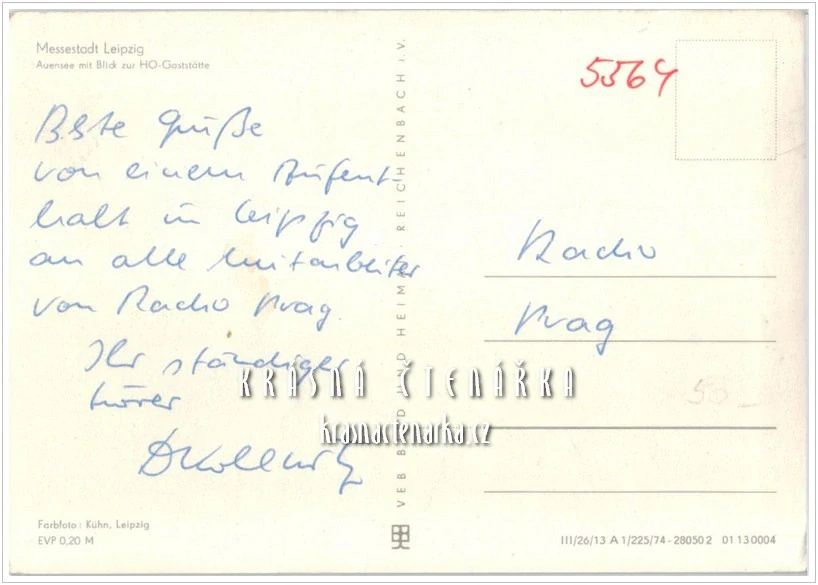 Messestadt Leipzig
Auensee mit Blick zur HO-Gaststätte
Beste Grüße
von einem Aufent-
halt in Leipzig
an alle Mitarbeiter
von Radio Prag.
Ihr ständiger
Hörer
VEB BILD UND HEIMAT REICHENBACH i. V.
5564
Radio
Prag
50 –
KRÁSNÁ ČTENÁŘKA
krasnactenarka.cz
Farbfoto: Kühn, Leipzig
EVP 0,20 M
III/26/13 A 1/225/74 - 280502 01 13 0004